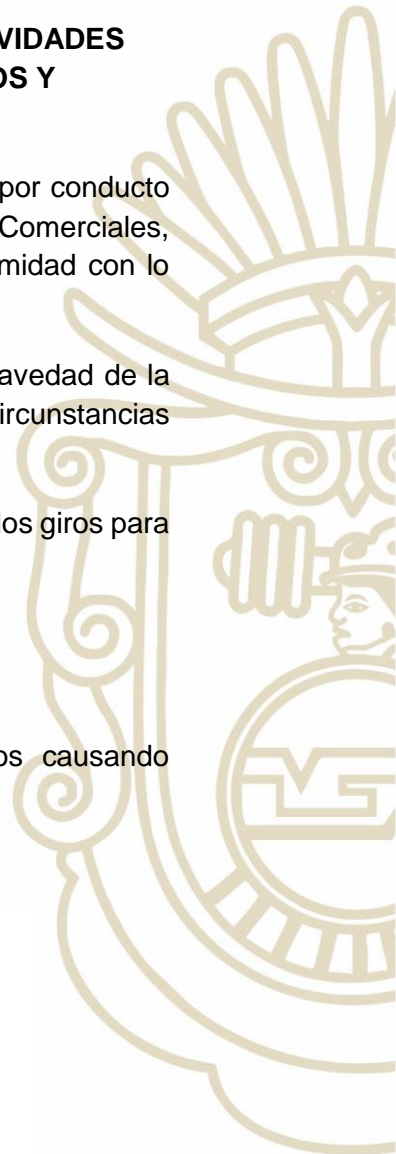 VIDADES
OS Y
por conducto
Comerciales,
midad con lo
avedad de la
ircunstancias
los giros para
os causando